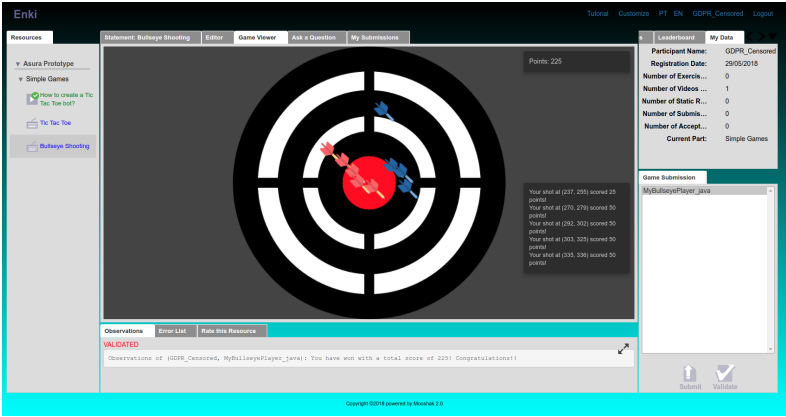 Enki
Tutorial Customize PT EN GDPR_Censored Logout
Resources
Asura Prototype
Simple Games
How to create a Tic
Tac Toe bot?
Tic Tac Toe
Bullseye Shooting
Statement: Bullseye Shooting Editor Game Viewer Ask a Question My Submissions
Points: 225
Your shot at (237, 255) scored 25
points!
Your shot at (270, 279) scored 50
points!
Your shot at (292, 302) scored 50
points!
Your shot at (303, 325) scored 50
points!
Your shot at (335, 336) scored 50
points!
Observations Error List Rate this Resource
VALIDATED
Observations of (GDPR_Censored, MyBullseyePlayer_java): You have won with a total score of 225! Congratulations!!
s Leaderboard My Data
Participant Name: GDPR_Censored
Registration Date: 29/05/2018
Number of Exercis... 0
Number of Videos ... 1
Number of Static R... 0
Number of Submis... 0
Number of Accept... 0
Current Part: Simple Games
Game Submission
MyBullseyePlayer_java
Submit Validate
Copyright ©2018 powered by Mooshak 2.0